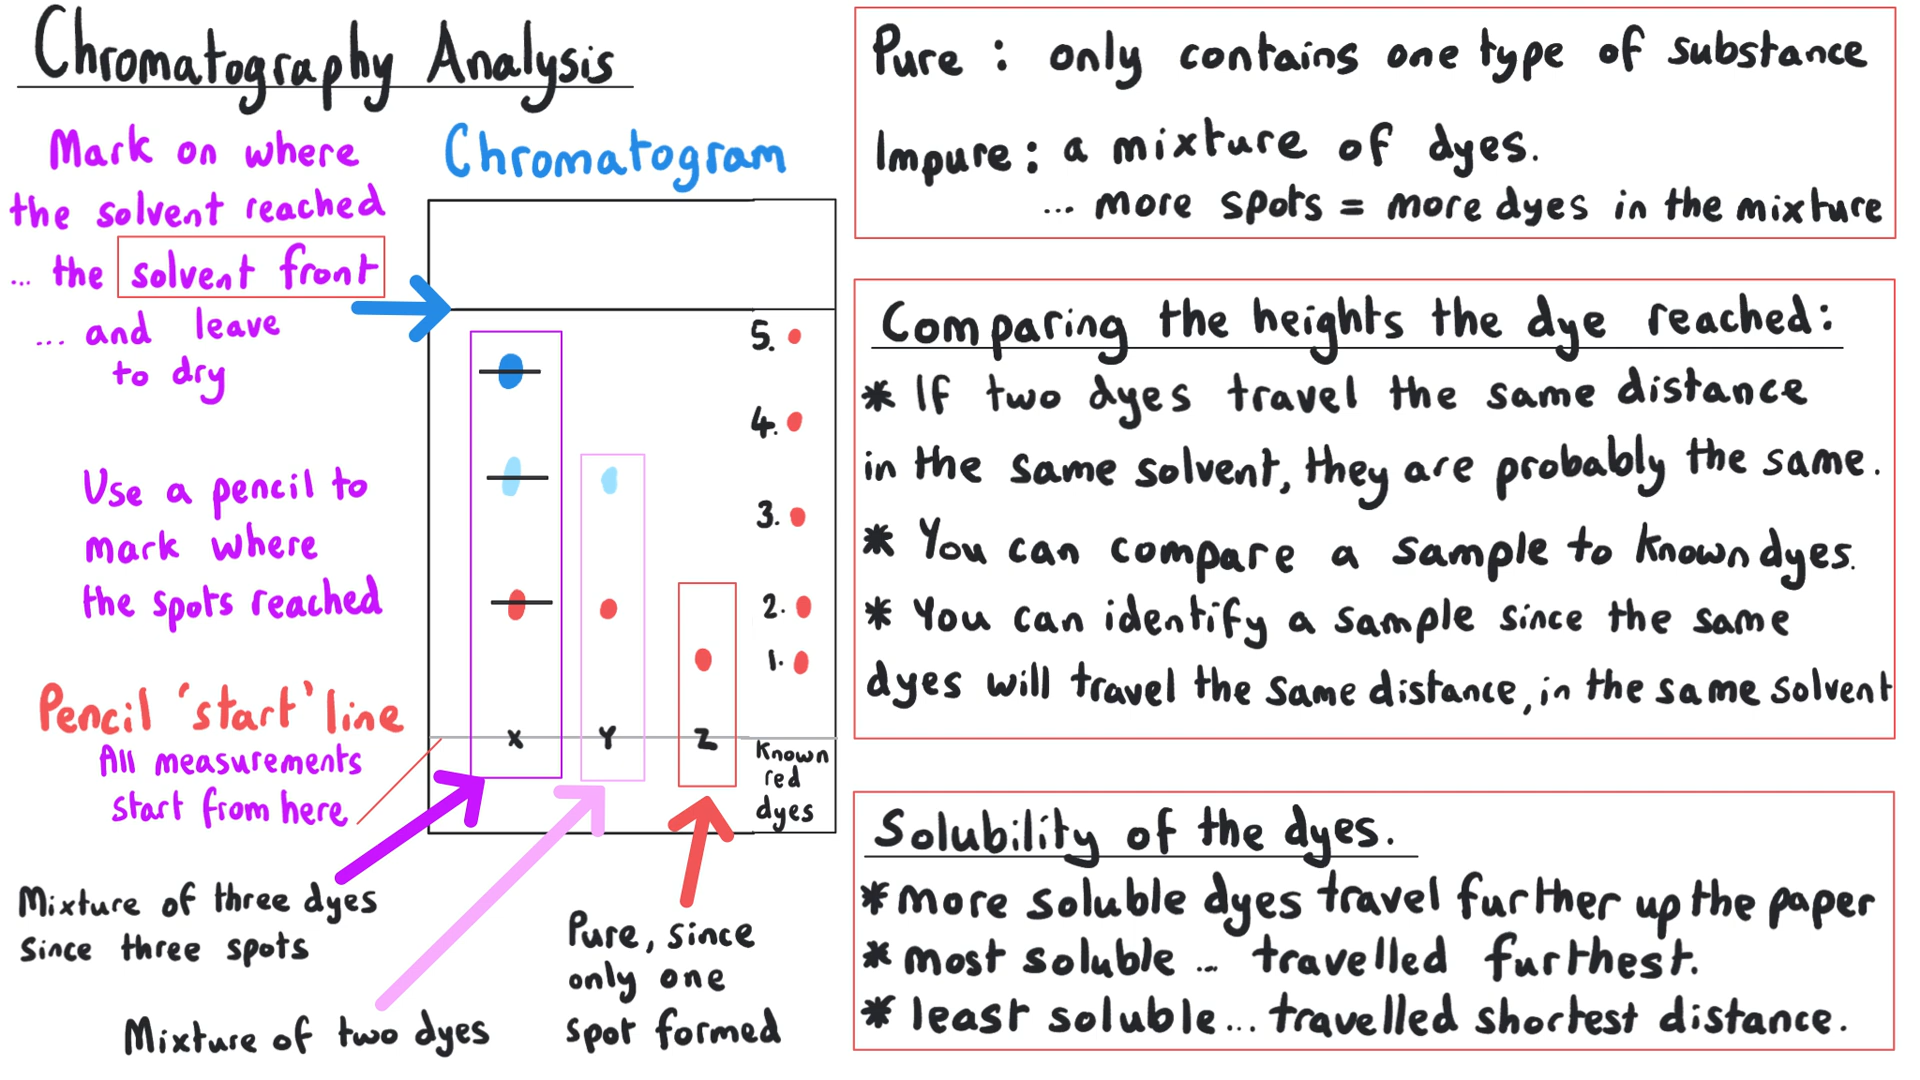 Chromatography Analysis
Mark on where
the solvent reached
... the solvent front
... and leave
to dry
Use a pencil to
mark where
the spots reached
Pencil 'start' line
All measurements
start from here
Mixture of three dyes
since three spots
Mixture of two dyes
Pure, since
only one
spot formed
Chromatogram
5.
4.
3.
2.
1.
X Y Z
Known
red
dyes
Pure : only contains one type of substance
Impure : a mixture of dyes.
... more spots = more dyes in the mixture
Comparing the heights the dye reached:
* If two dyes travel the same distance
in the same solvent, they are probably the same.
* You can compare a sample to known dyes.
* You can identify a sample since the same
dyes will travel the same distance, in the same solvent
Solubility of the dyes.
* more soluble dyes travel further up the paper
* most soluble ... travelled furthest.
* least soluble ... travelled shortest distance.